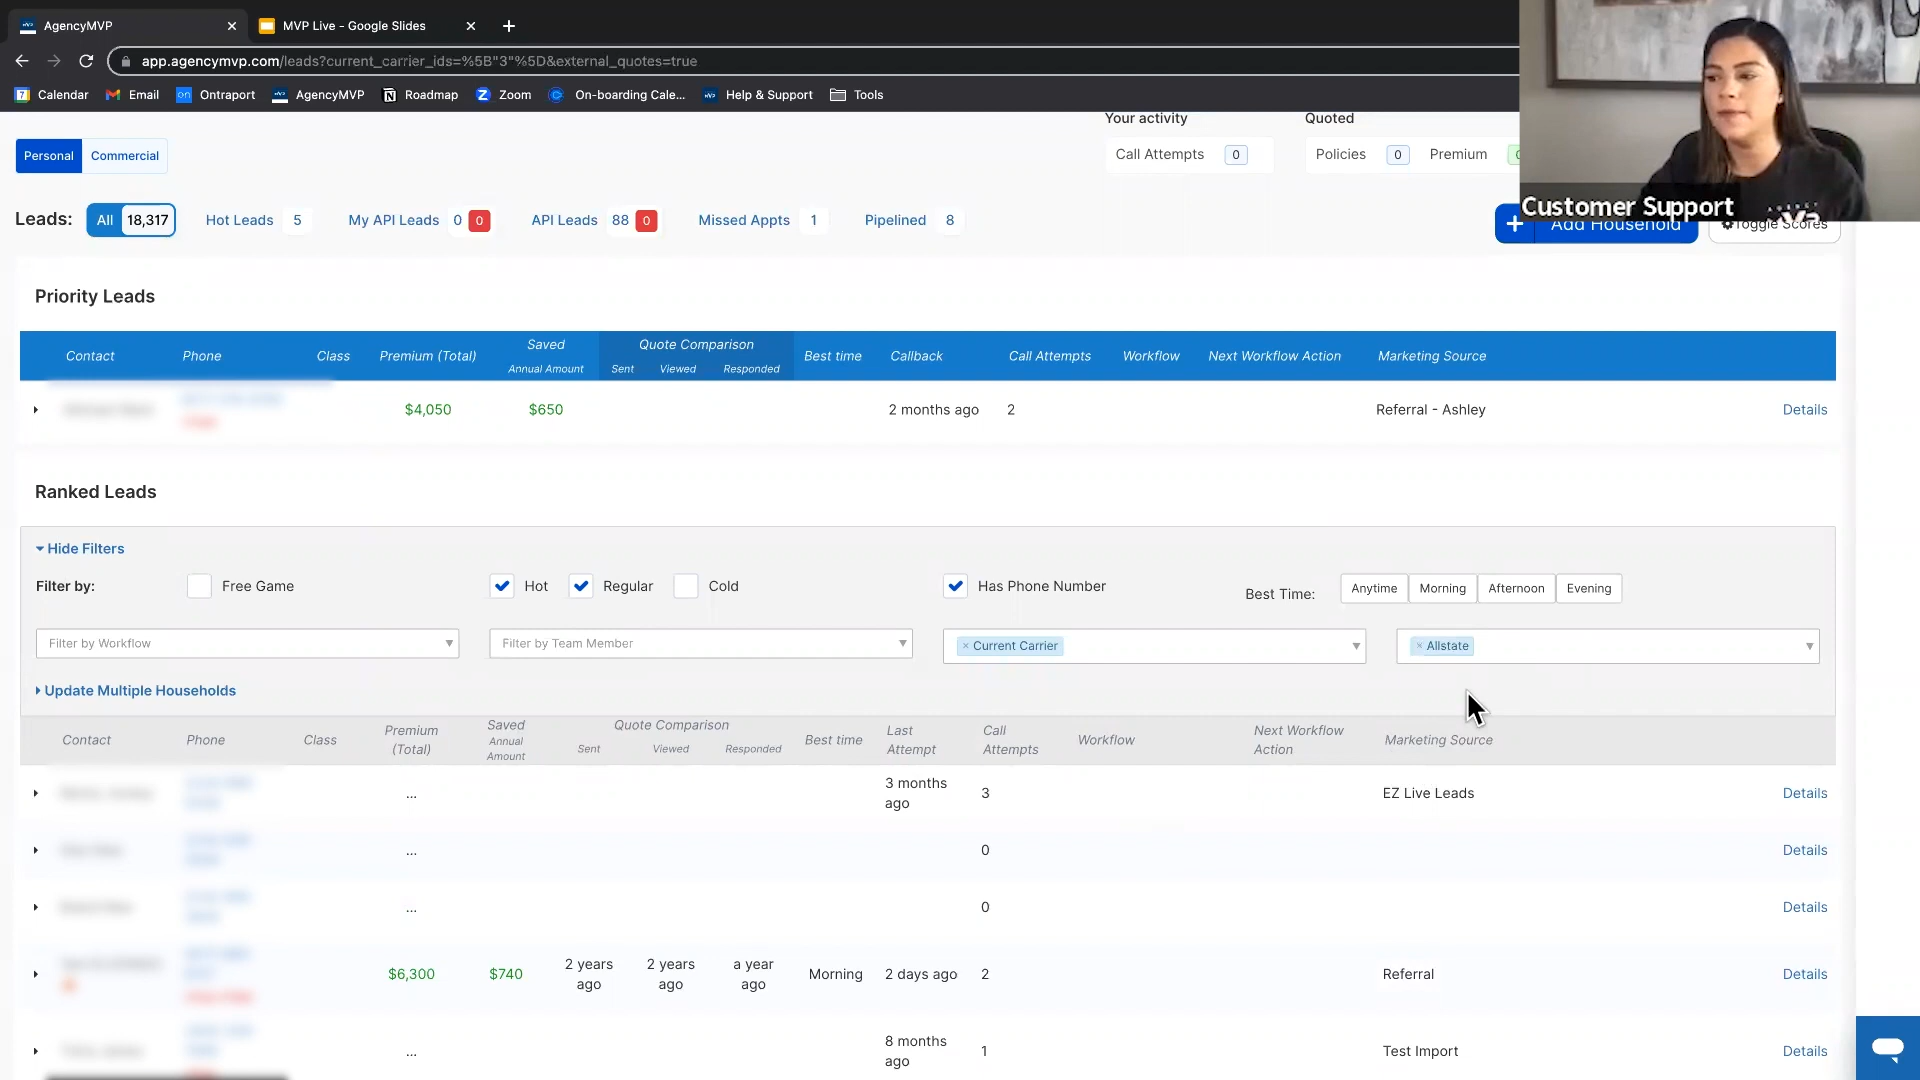 AgencyMVP
MVP Live - Google Slides
app.agencymvp.com/leads?current_carrier_ids=%5B"3"%5D&external_quotes=true
Calendar Email Ontraport AgencyMVP Roadmap Zoom On-boarding Cale... Help & Support Tools
Your activity Quoted
Personal Commercial Call Attempts 0 Policies 0 Premium
Customer Support
Leads: All 18,317 Hot Leads 5 My API Leads 0 0 API Leads 88 0 Missed Appts 1 Pipelined 8 + Add Household Toggle Scores
Priority Leads
Contact Phone Class Premium (Total) Saved Annual Amount Quote Comparison Sent Viewed Responded Best time Callback Call Attempts Workflow Next Workflow Action Marketing Source
$4,050 $650 2 months ago 2 Referral - Ashley Details
Ranked Leads
Hide Filters
Filter by: Free Game Hot Regular Cold Has Phone Number Best Time: Anytime Morning Afternoon Evening
Filter by Workflow Filter by Team Member × Current Carrier × Allstate
Update Multiple Households
Contact Phone Class Premium (Total) Saved Annual Amount Quote Comparison Sent Viewed Responded Best time Last Attempt Call Attempts Workflow Next Workflow Action Marketing Source
... 3 months ago 3 EZ Live Leads Details
... 0 Details
... 0 Details
$6,300 $740 2 years ago 2 years ago a year ago Morning 2 days ago 2 Referral Details
... 8 months ago 1 Test Import Details